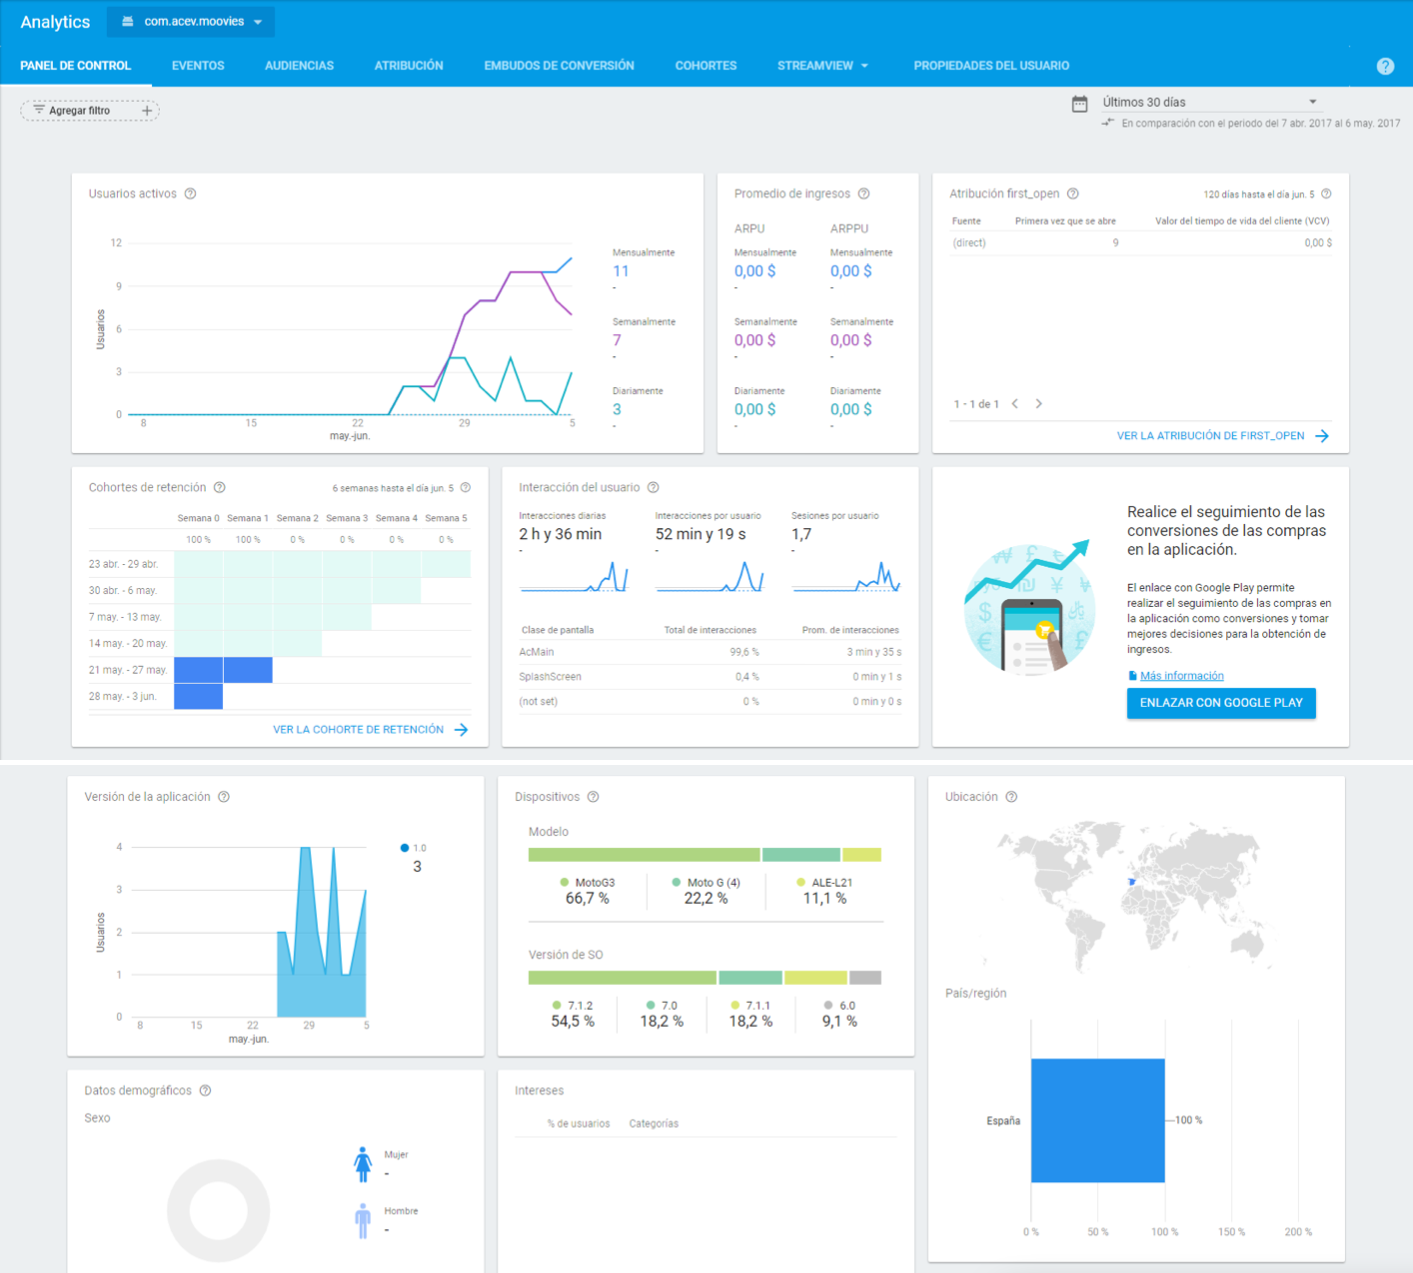 Analytics com.acev.moovies
PANEL DE CONTROL EVENTOS AUDIENCIAS ATRIBUCIÓN EMBUDOS DE CONVERSIÓN COHORTES STREAMVIEW PROPIEDADES DEL USUARIO ?
Agregar filtro +
Últimos 30 días
En comparación con el periodo del 7 abr. 2017 al 6 may. 2017
Usuarios activos ?
12
9
6
3
0
Usuarios
8 15 22 29 5
may.-jun.
Mensualmente
11
-
Semanalmente
7
-
Diariamente
3
-
Promedio de ingresos ?
ARPU ARPPU
Mensualmente Mensualmente
0,00 $ 0,00 $
- -
Semanalmente Semanalmente
0,00 $ 0,00 $
- -
Diariamente Diariamente
0,00 $ 0,00 $
- -
Atribución first_open ? 120 días hasta el día jun. 5 ?
Fuente Primera vez que se abre Valor del tiempo de vida del cliente (VCV)
(direct) 9 0,00 $
1 - 1 de 1
VER LA ATRIBUCIÓN DE FIRST_OPEN
Cohortes de retención ? 6 semanas hasta el día jun. 5 ?
Semana 0 Semana 1 Semana 2 Semana 3 Semana 4 Semana 5
100 % 100 % 0 % 0 % 0 % 0 %
23 abr. - 29 abr.
30 abr. - 6 may.
7 may. - 13 may.
14 may. - 20 may.
21 may. - 27 may.
28 may. - 3 jun.
VER LA COHORTE DE RETENCIÓN
Interacción del usuario ?
Interacciones diarias Interacciones por usuario Sesiones por usuario
2 h y 36 min 52 min y 19 s 1,7
- -
Clase de pantalla Total de interacciones Prom. de interacciones
AcMain 99,6 % 3 min y 35 s
SplashScreen 0,4 % 0 min y 1 s
(not set) 0 % 0 min y 0 s
Realice el seguimiento de las
conversiones de las compras
en la aplicación.
El enlace con Google Play permite
realizar el seguimiento de las compras en
la aplicación como conversiones y tomar
mejores decisiones para la obtención de
ingresos.
Más información
ENLAZAR CON GOOGLE PLAY
Versión de la aplicación ?
4
3
2
1
0
Usuarios
8 15 22 29 5
may.-jun.
1.0
3
Dispositivos ?
Modelo
MotoG3 Moto G (4) ALE-L21
66,7 % 22,2 % 11,1 %
Versión de SO
7.1.2 7.0 7.1.1 6.0
54,5 % 18,2 % 18,2 % 9,1 %
Ubicación ?
País/región
España 100 %
0 % 50 % 100 % 150 % 200 %
Datos demográficos ?
Sexo
Mujer
-
Hombre
-
Intereses
% de usuarios Categorías